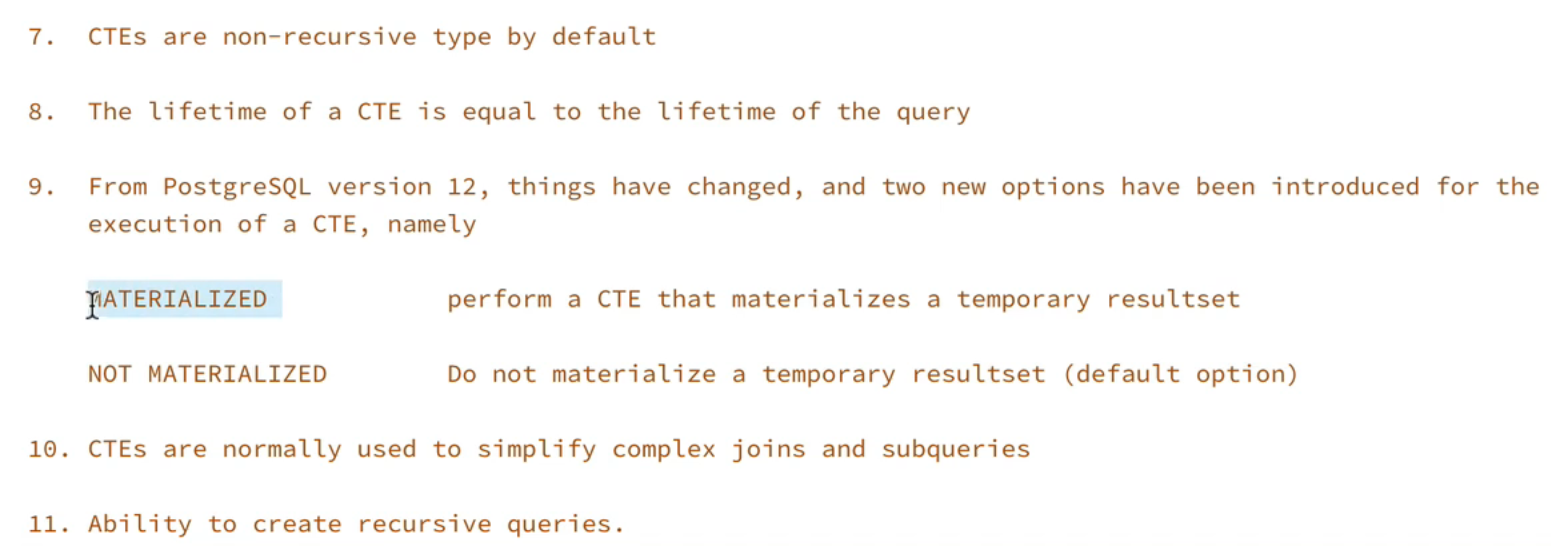 7. CTEs are non-recursive type by default
8. The lifetime of a CTE is equal to the lifetime of the query
9. From PostgreSQL version 12, things have changed, and two new options have been introduced for the
execution of a CTE, namely
MATERIALIZED perform a CTE that materializes a temporary resultset
NOT MATERIALIZED Do not materialize a temporary resultset (default option)
10. CTEs are normally used to simplify complex joins and subqueries
11. Ability to create recursive queries.